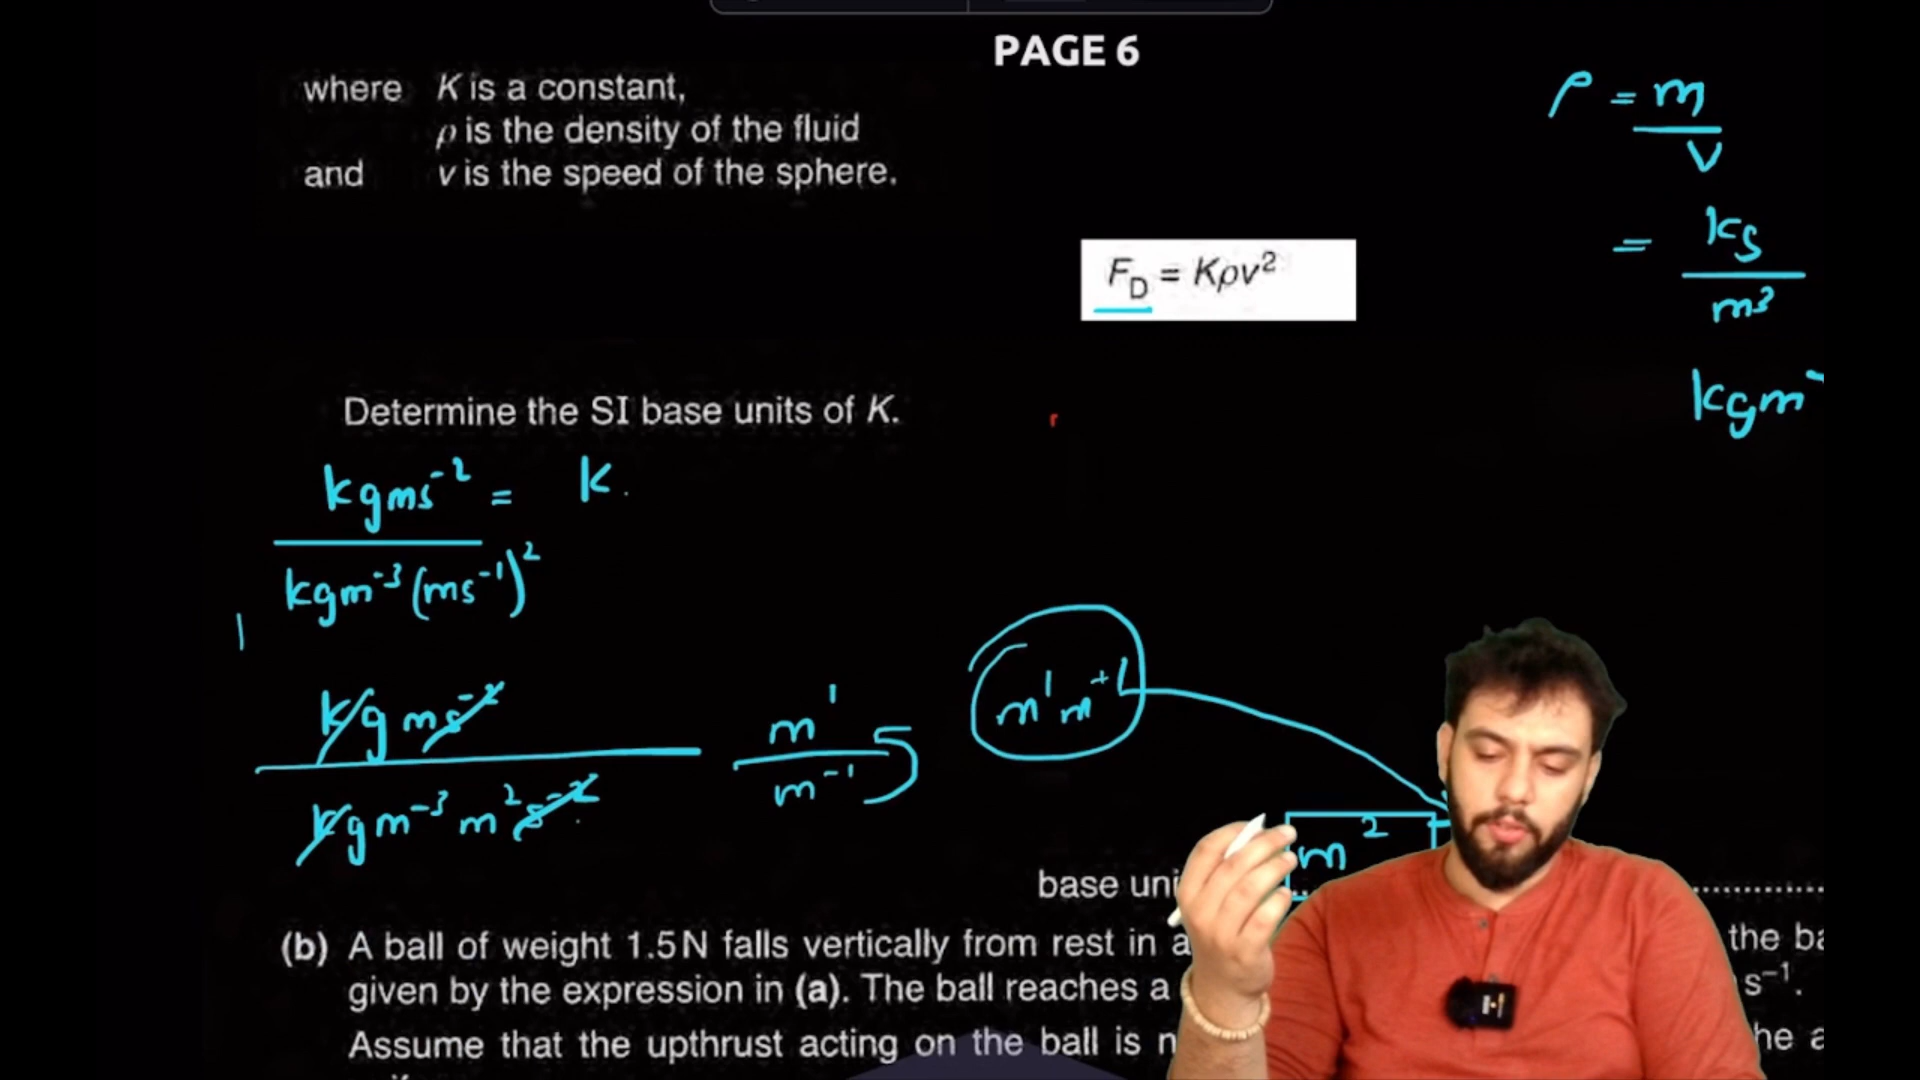 PAGE 6
where K is a constant,
ρ is the density of the fluid
and v is the speed of the sphere.
ρ = m
V
= kg
m³
kgm⁻
F_D = Kρv²
Determine the SI base units of K.
kgms⁻² = k.
kgm⁻³(ms⁻¹)²
kgms⁻²
kgm⁻³m²s⁻²
m¹
m⁻¹
m¹m⁺¹
m²
base uni
(b) A ball of weight 1.5N falls vertically from rest in a the ba
given by the expression in (a). The ball reaches a s⁻¹.
Assume that the upthrust acting on the ball is n he a